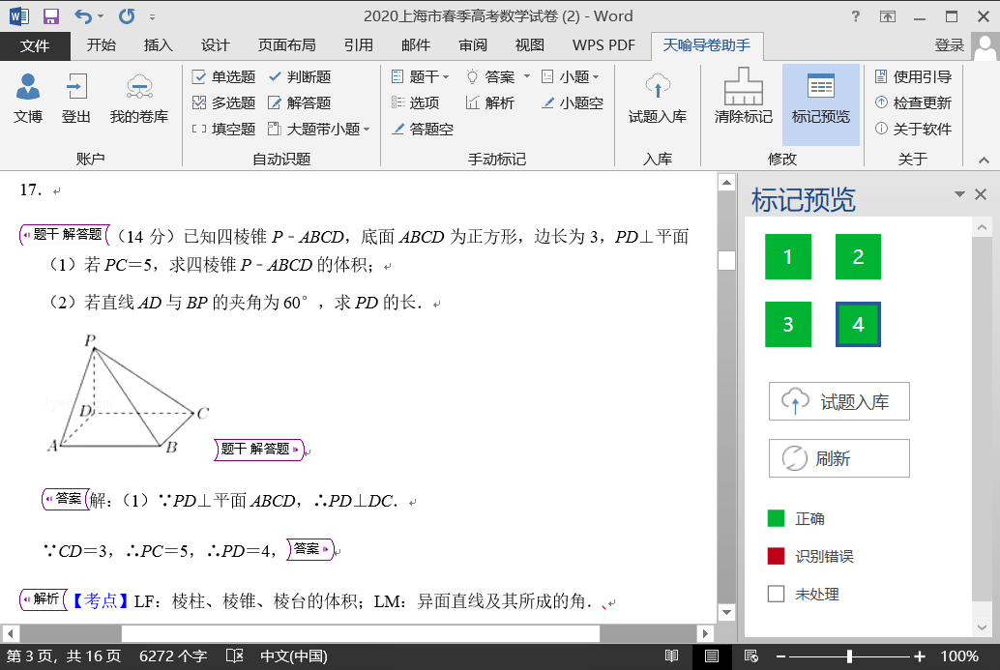 2020上海市春季高考数学试卷 (2) - Word
?
文件 开始 插入 设计 页面布局 引用 邮件 审阅 视图 WPS PDF 天喻导卷助手 登录
文博 登出 我的卷库
账户
单选题 判断题
多选题 解答题
填空题 大题带小题
自动识题
题干 答案 小题
选项 解析 小题空
答题空
手动标记
试题入库
入库
清除标记 标记预览
修改
使用引导
检查更新
关于软件
关于
17．
题干 解答题 （14 分）已知四棱锥 P﹣ABCD，底面 ABCD 为正方形，边长为 3，PD⊥平面
（1）若 PC＝5，求四棱锥 P﹣ABCD 的体积；
（2）若直线 AD 与 BP 的夹角为 60°，求 PD 的长．
P
D
C
A
B
题干 解答题
答案 解：（1）∵PD⊥平面 ABCD，∴PD⊥DC．
∵CD＝3，∴PC＝5，∴PD＝4， 答案
解析 【考点】LF：棱柱、棱锥、棱台的体积；LM：异面直线及其所成的角．
标记预览
1 2
3 4
试题入库
刷新
正确
识别错误
未处理
第 3 页，共 16 页 6272 个字 中文(中国) 100%